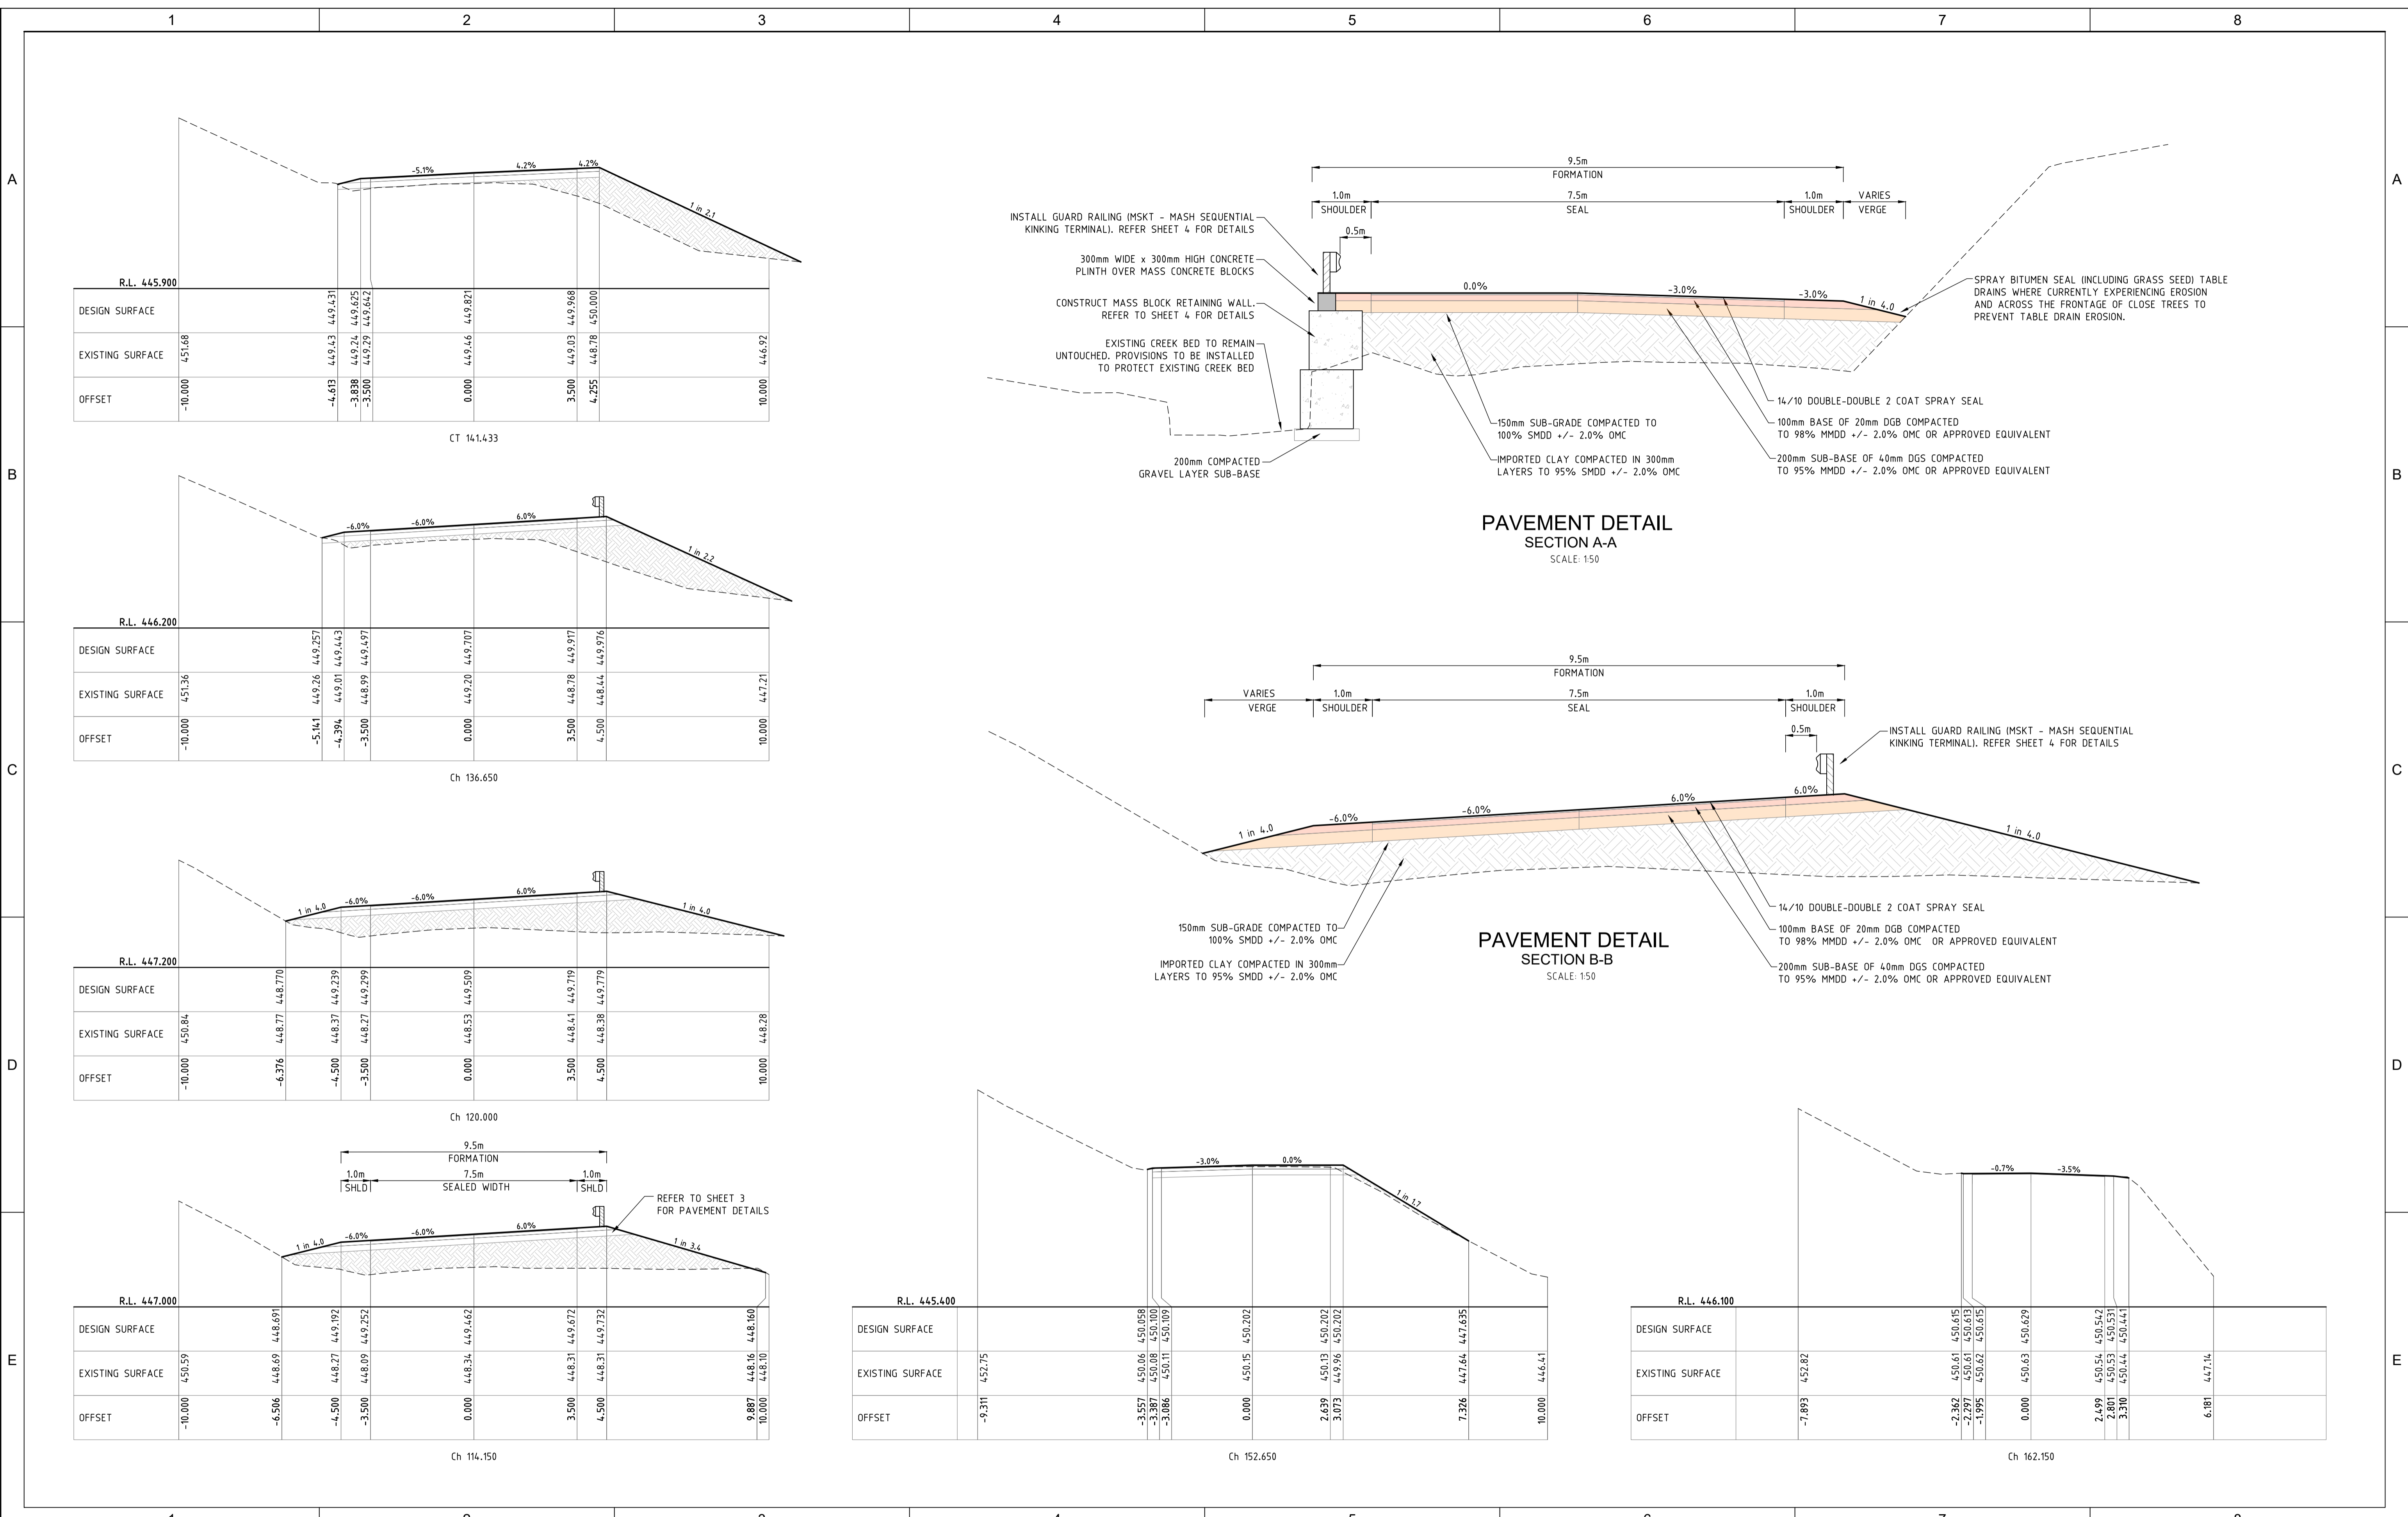 1 2 3 4 5 6 7 8
A
B
C
D
E
A
B
C
D
E
-5.1% 4.2% 4.2%
1 in 2.1
R.L. 445.900
DESIGN SURFACE 449.431 449.625 449.642 449.821 449.968 450.000
EXISTING SURFACE 451.68 449.43 449.24 449.29 449.46 449.03 448.78 446.92
OFFSET -10.000 -4.613 -3.838 -3.500 0.000 3.500 4.255 10.000
CT 141.433
-6.0% -6.0% 6.0%
1 in 2.2
R.L. 446.200
DESIGN SURFACE 449.257 449.443 449.497 449.707 449.917 449.976
EXISTING SURFACE 451.36 449.26 449.01 448.99 449.20 448.78 448.44 447.21
OFFSET -10.000 -5.141 -4.394 -3.500 0.000 3.500 4.500 10.000
Ch 136.650
1 in 4.0 -6.0% -6.0% 6.0% 1 in 4.0
R.L. 447.200
DESIGN SURFACE 448.770 449.239 449.299 449.509 449.719 449.779
EXISTING SURFACE 450.84 448.77 448.37 448.27 448.53 448.41 448.38 448.28
OFFSET -10.000 -6.376 -4.500 -3.500 0.000 3.500 4.500 10.000
Ch 120.000
9.5m
FORMATION
1.0m 7.5m 1.0m
SHLD SEALED WIDTH SHLD
REFER TO SHEET 3
FOR PAVEMENT DETAILS
1 in 4.0 -6.0% -6.0% 6.0% 1 in 3.4
R.L. 447.000
DESIGN SURFACE 448.691 449.192 449.252 449.462 449.672 449.732 448.160
EXISTING SURFACE 450.59 448.69 448.27 448.09 448.34 448.31 448.31 448.16 448.10
OFFSET -10.000 -6.506 -4.500 -3.500 0.000 3.500 4.500 9.887 10.000
Ch 114.150
9.5m
FORMATION
1.0m 7.5m 1.0m VARIES
SHOULDER SEAL SHOULDER VERGE
0.5m
INSTALL GUARD RAILING (MSKT - MASH SEQUENTIAL
KINKING TERMINAL). REFER SHEET 4 FOR DETAILS
300mm WIDE x 300mm HIGH CONCRETE
PLINTH OVER MASS CONCRETE BLOCKS
CONSTRUCT MASS BLOCK RETAINING WALL.
REFER TO SHEET 4 FOR DETAILS
EXISTING CREEK BED TO REMAIN
UNTOUCHED. PROVISIONS TO BE INSTALLED
TO PROTECT EXISTING CREEK BED
200mm COMPACTED
GRAVEL LAYER SUB-BASE
0.0% -3.0% -3.0% 1 in 4.0
SPRAY BITUMEN SEAL (INCLUDING GRASS SEED) TABLE
DRAINS WHERE CURRENTLY EXPERIENCING EROSION
AND ACROSS THE FRONTAGE OF CLOSE TREES TO
PREVENT TABLE DRAIN EROSION.
150mm SUB-GRADE COMPACTED TO
100% SMDD +/- 2.0% OMC
IMPORTED CLAY COMPACTED IN 300mm
LAYERS TO 95% SMDD +/- 2.0% OMC
14/10 DOUBLE-DOUBLE 2 COAT SPRAY SEAL
100mm BASE OF 20mm DGB COMPACTED
TO 98% MMDD +/- 2.0% OMC OR APPROVED EQUIVALENT
200mm SUB-BASE OF 40mm DGS COMPACTED
TO 95% MMDD +/- 2.0% OMC OR APPROVED EQUIVALENT
PAVEMENT DETAIL
SECTION A-A
SCALE: 1:50
9.5m
FORMATION
VARIES 1.0m 7.5m 1.0m
VERGE SHOULDER SEAL SHOULDER
0.5m
INSTALL GUARD RAILING (MSKT - MASH SEQUENTIAL
KINKING TERMINAL). REFER SHEET 4 FOR DETAILS
1 in 4.0 -6.0% -6.0% 6.0% 6.0% 1 in 4.0
150mm SUB-GRADE COMPACTED TO
100% SMDD +/- 2.0% OMC
IMPORTED CLAY COMPACTED IN 300mm
LAYERS TO 95% SMDD +/- 2.0% OMC
14/10 DOUBLE-DOUBLE 2 COAT SPRAY SEAL
100mm BASE OF 20mm DGB COMPACTED
TO 98% MMDD +/- 2.0% OMC OR APPROVED EQUIVALENT
200mm SUB-BASE OF 40mm DGS COMPACTED
TO 95% MMDD +/- 2.0% OMC OR APPROVED EQUIVALENT
PAVEMENT DETAIL
SECTION B-B
SCALE: 1:50
-3.0% 0.0%
1 in 1.7
R.L. 445.400
DESIGN SURFACE 450.058 450.100 450.109 450.202 450.202 450.202 447.635
EXISTING SURFACE 452.75 450.06 450.08 450.11 450.15 450.13 449.96 447.64 446.41
OFFSET -9.311 -3.557 -3.387 -3.086 0.000 2.639 3.073 7.326 10.000
Ch 152.650
-0.7% -3.5%
R.L. 446.100
DESIGN SURFACE 450.615 450.613 450.615 450.629 450.542 450.531 450.441
EXISTING SURFACE 452.82 450.61 450.61 450.62 450.63 450.54 450.53 450.44 447.14
OFFSET -7.893 -2.362 -2.297 -1.995 0.000 2.499 2.801 3.310 6.181
Ch 162.150